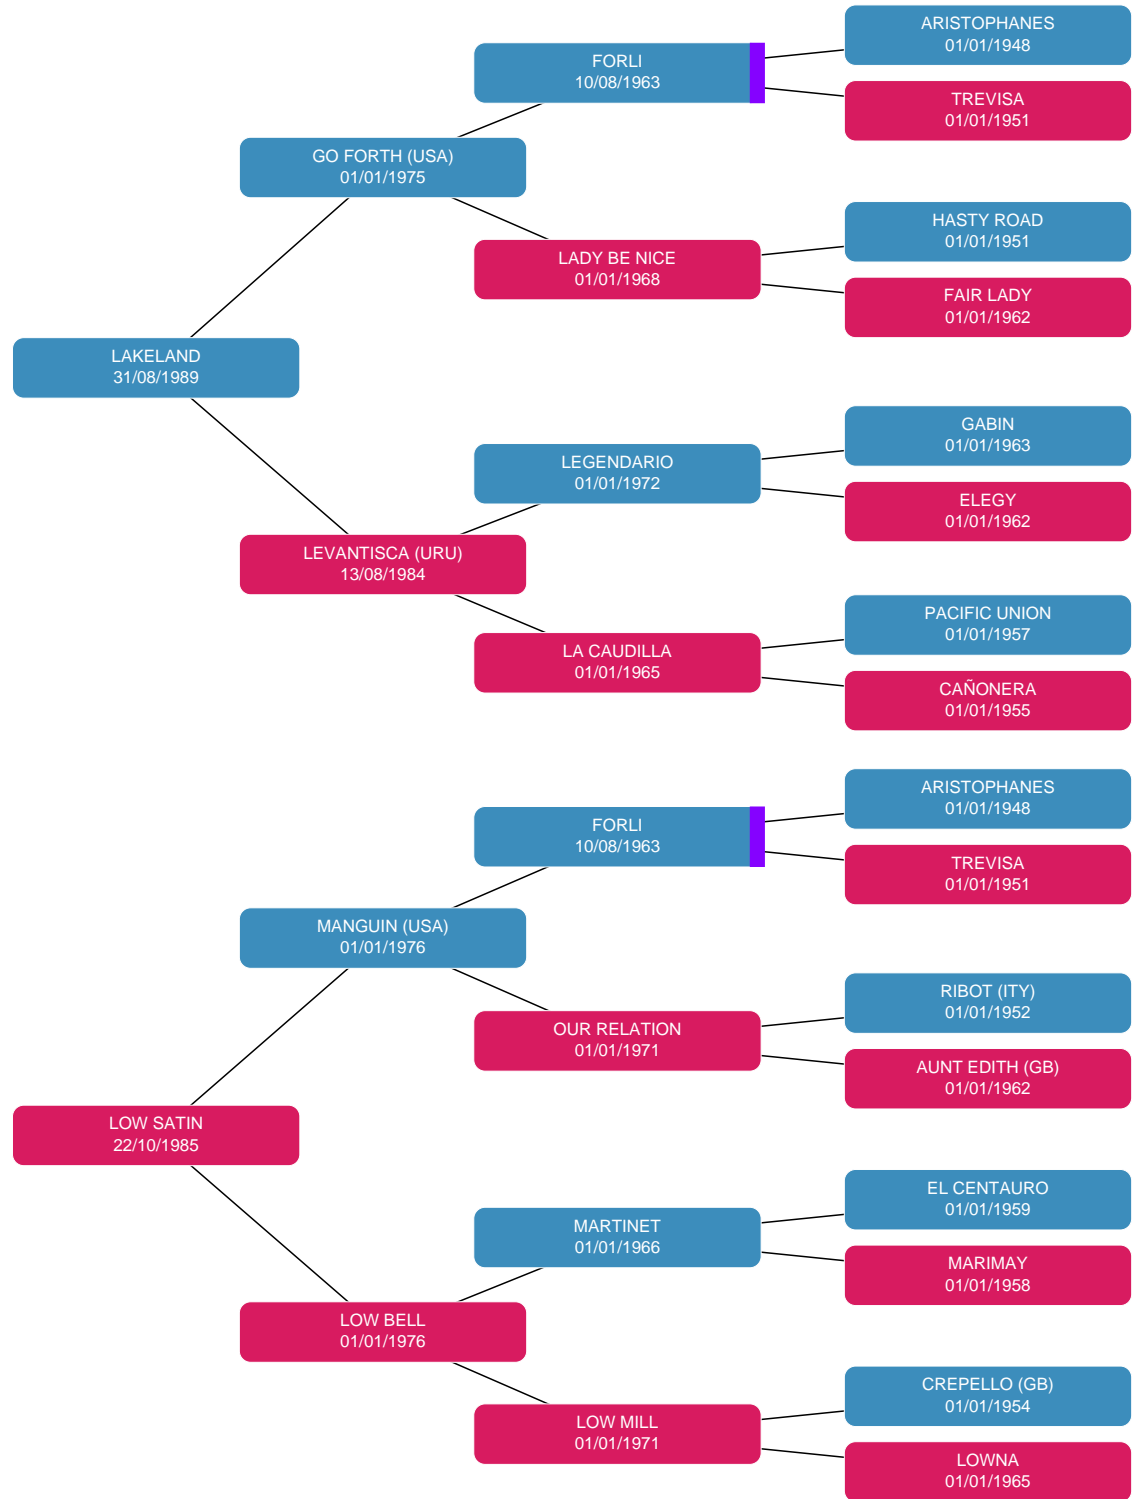 ARISTOPHANES
01/01/1948
FORLI
10/08/1963
TREVISA
01/01/1951
GO FORTH (USA)
01/01/1975
HASTY ROAD
01/01/1951
LADY BE NICE
01/01/1968
FAIR LADY
01/01/1962
LAKELAND
31/08/1989
GABIN
01/01/1963
LEGENDARIO
01/01/1972
ELEGY
01/01/1962
LEVANTISCA (URU)
13/08/1984
PACIFIC UNION
01/01/1957
LA CAUDILLA
01/01/1965
CAÑONERA
01/01/1955
ARISTOPHANES
01/01/1948
FORLI
10/08/1963
TREVISA
01/01/1951
MANGUIN (USA)
01/01/1976
RIBOT (ITY)
01/01/1952
OUR RELATION
01/01/1971
AUNT EDITH (GB)
01/01/1962
LOW SATIN
22/10/1985
EL CENTAURO
01/01/1959
MARTINET
01/01/1966
MARIMAY
01/01/1958
LOW BELL
01/01/1976
CREPELLO (GB)
01/01/1954
LOW MILL
01/01/1971
LOWNA
01/01/1965